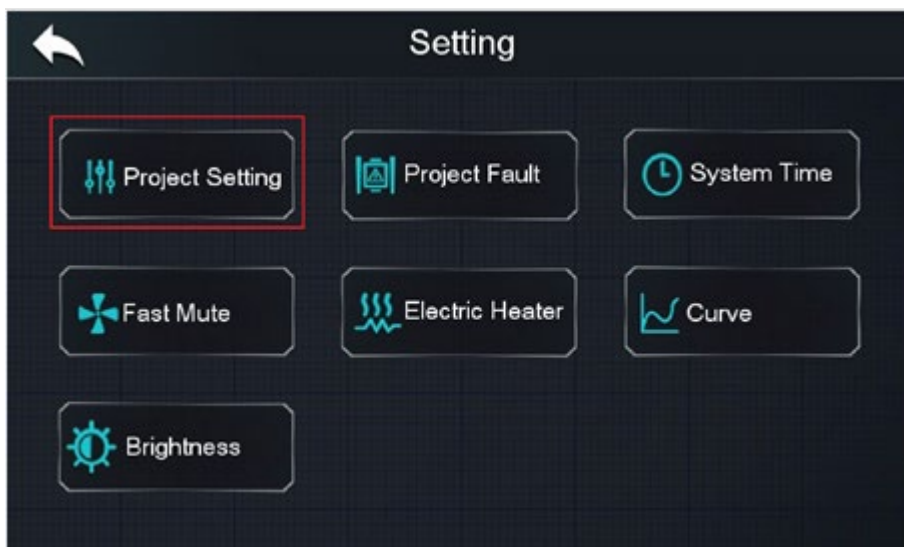 Setting
Project Setting
Project Fault
System Time
Fast Mute
Electric Heater
Curve
Brightness